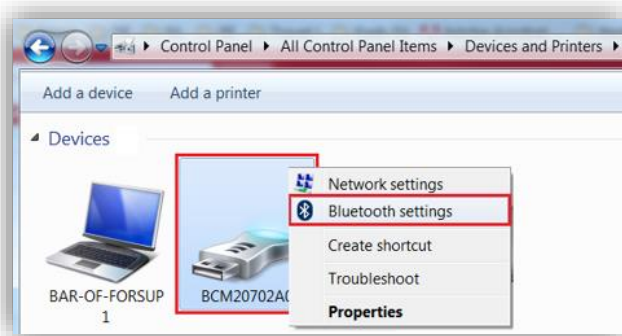 Control Panel ▸ All Control Panel Items ▸ Devices and Printers ▸
Add a device Add a printer
Devices
Network settings
Bluetooth settings
Create shortcut
Troubleshoot
Properties
BAR-OF-FORSUP
1